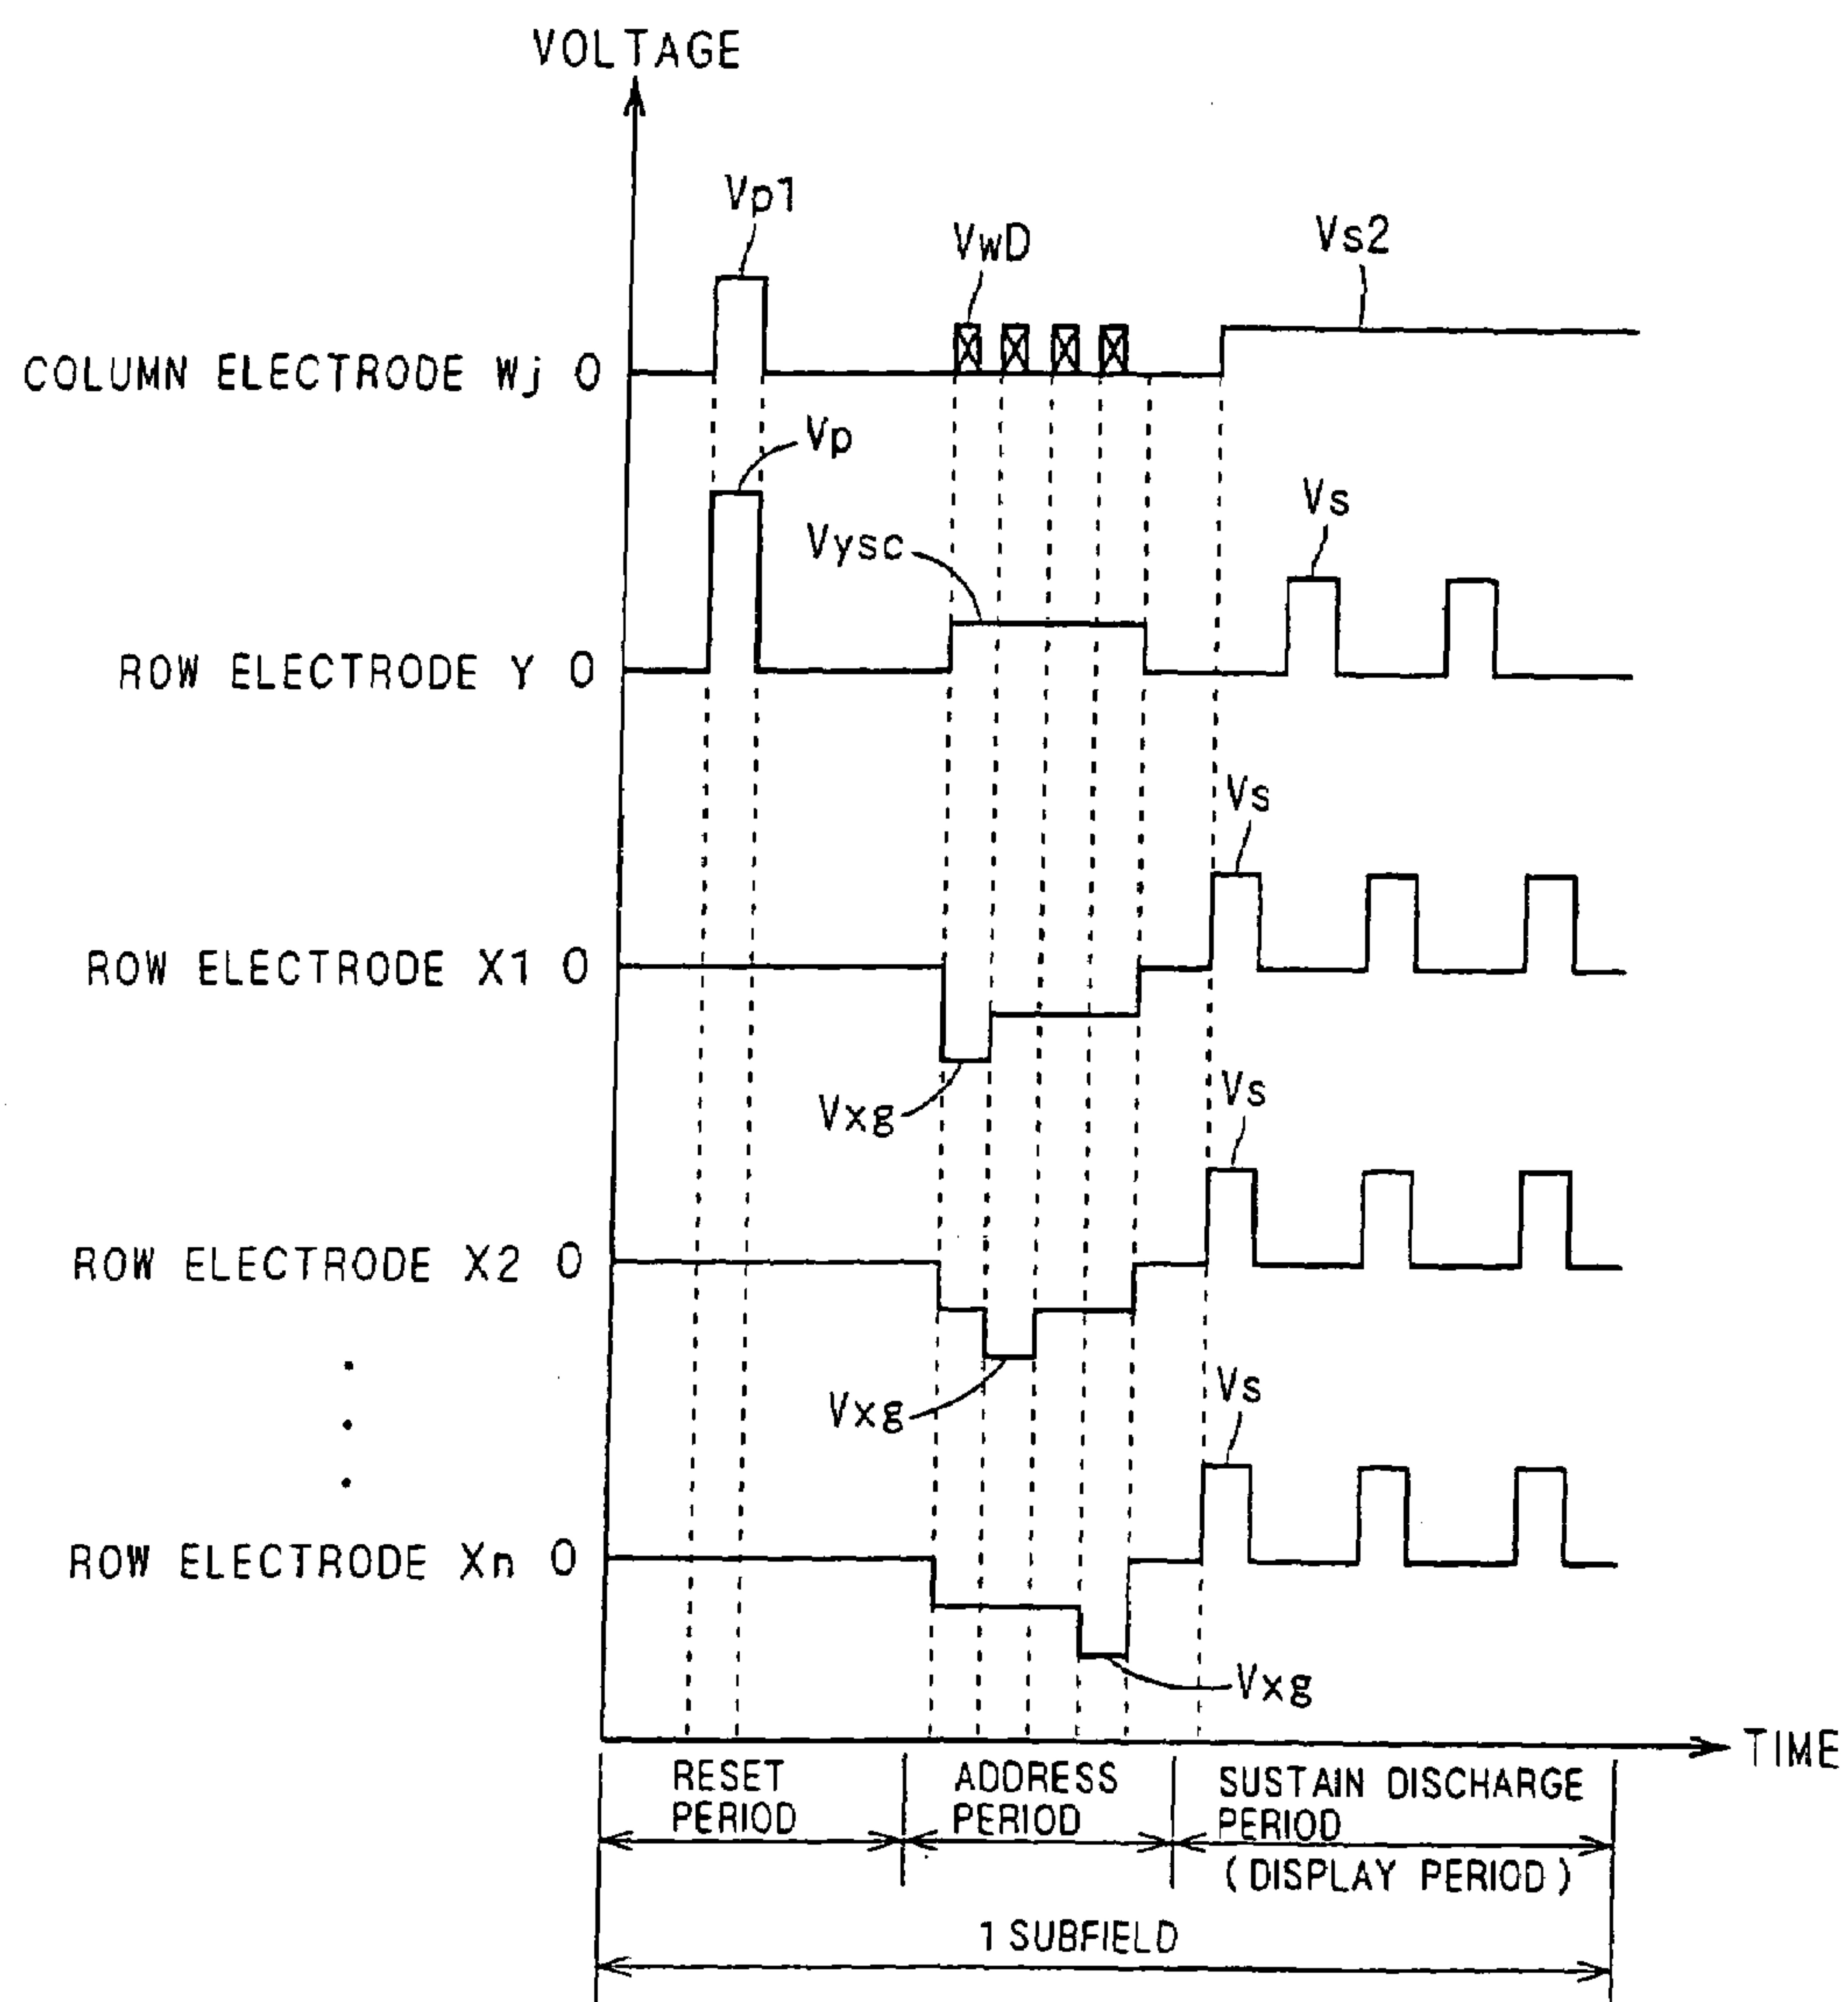 VOLTAGE
Vp1
VwD
Vs2
COLUMN ELECTRODE Wj 0
Vp
Vs
Vysc
ROW ELECTRODE Y 0
Vs
ROW ELECTRODE X1 0
Vxg
Vs
ROW ELECTRODE X2 0
Vxg
Vs
ROW ELECTRODE Xn 0
Vxg
TIME
RESET PERIOD
ADDRESS PERIOD
SUSTAIN DISCHARGE PERIOD
(DISPLAY PERIOD)
1 SUBFIELD